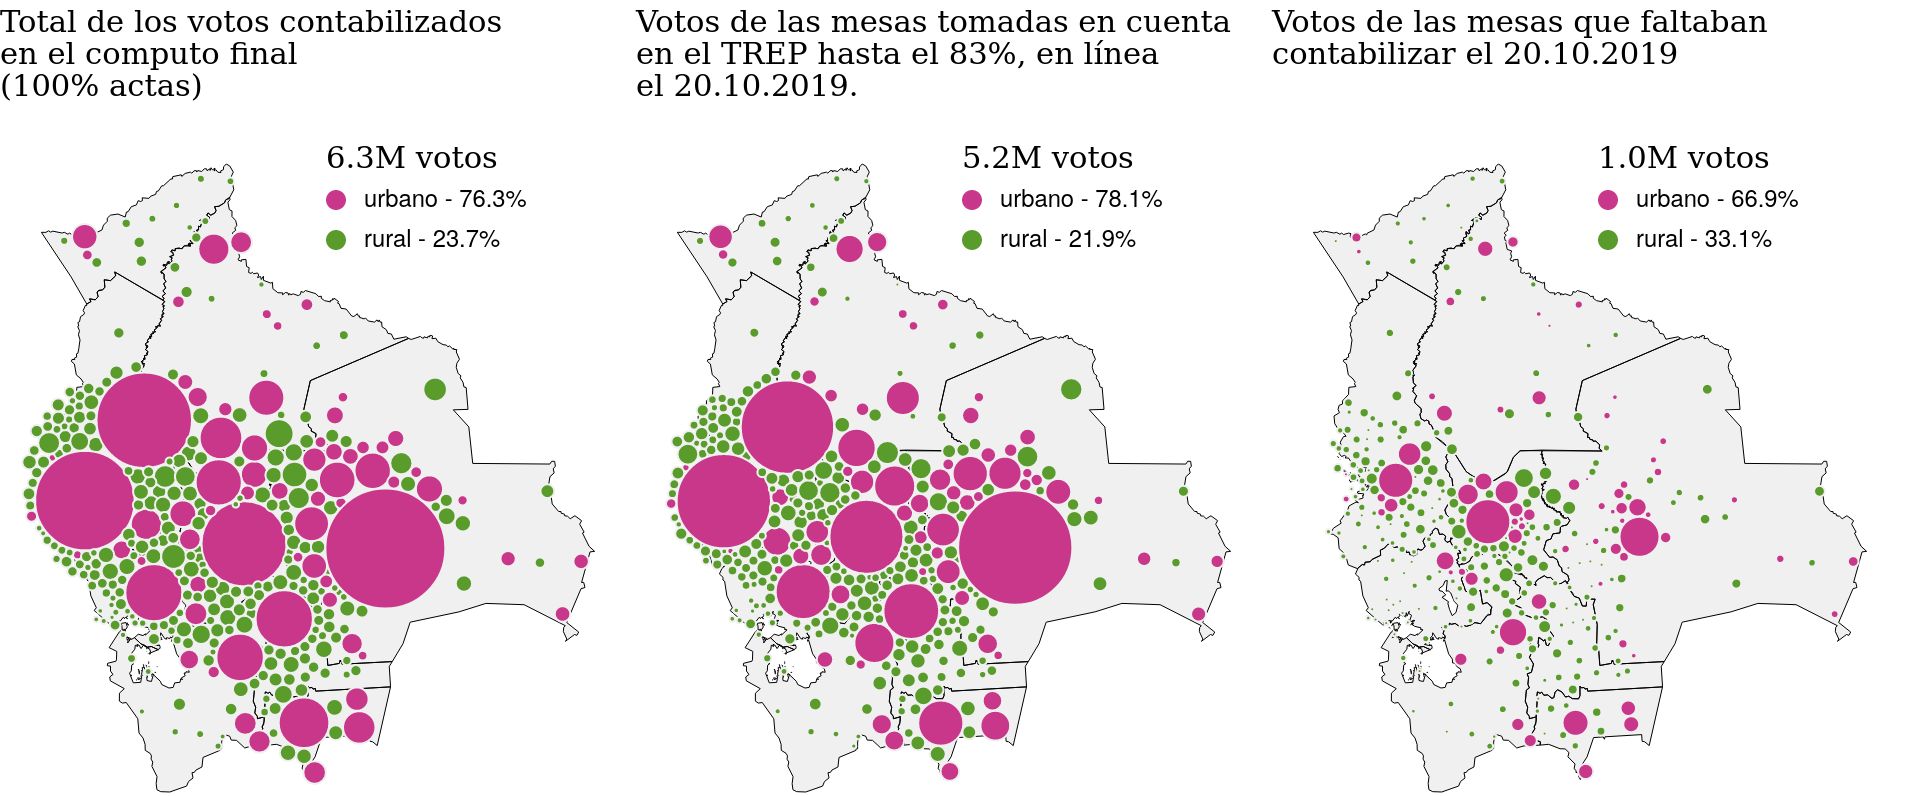 Total de los votos contabilizados
en el computo final
(100% actas)
6.3M votos
urbano - 76.3%
rural - 23.7%
Votos de las mesas tomadas en cuenta
en el TREP hasta el 83%, en línea
el 20.10.2019.
5.2M votos
urbano - 78.1%
rural - 21.9%
Votos de las mesas que faltaban
contabilizar el 20.10.2019
1.0M votos
urbano - 66.9%
rural - 33.1%